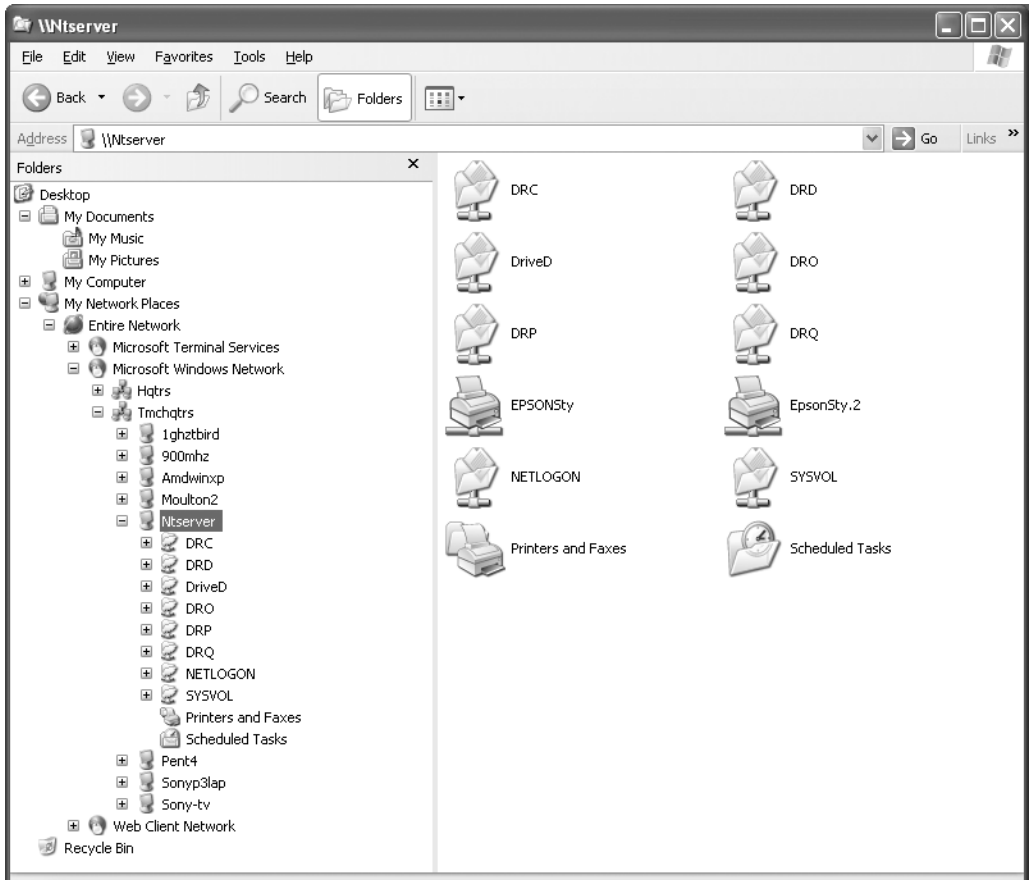 \\Ntserver
File Edit View Favorites Tools Help
Back Search Folders
Address \\Ntserver Go Links »
Folders
Desktop
My Documents
My Music
My Pictures
My Computer
My Network Places
Entire Network
Microsoft Terminal Services
Microsoft Windows Network
Hqtrs
Tmchqtrs
1ghztbird
900mhz
Amdwinxp
Moulton2
Ntserver
DRC
DRD
DriveD
DRO
DRP
DRQ
NETLOGON
SYSVOL
Printers and Faxes
Scheduled Tasks
Pent4
Sonyp3lap
Sony-tv
Web Client Network
Recycle Bin
DRC DRD
DriveD DRO
DRP DRQ
EPSONSty EpsonSty.2
NETLOGON SYSVOL
Printers and Faxes Scheduled Tasks